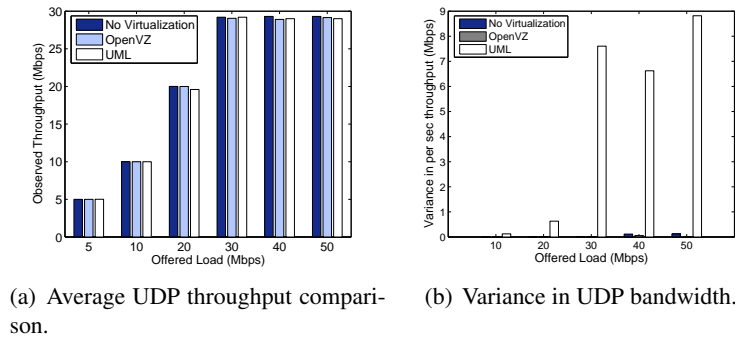 30
25
20
15
10
5
0
Observed Throughput (Mbps)
No Virtualization
OpenVZ
UML
5 10 20 30 40 50
Offered Load (Mbps)
9
8
7
6
5
4
3
2
1
0
Variance in per sec throughput (Mbps)
No Virtualization
OpenVZ
UML
10 20 30 40 50
Offered Load (Mbps)
(a) Average UDP throughput compari-
son.
(b) Variance in UDP bandwidth.